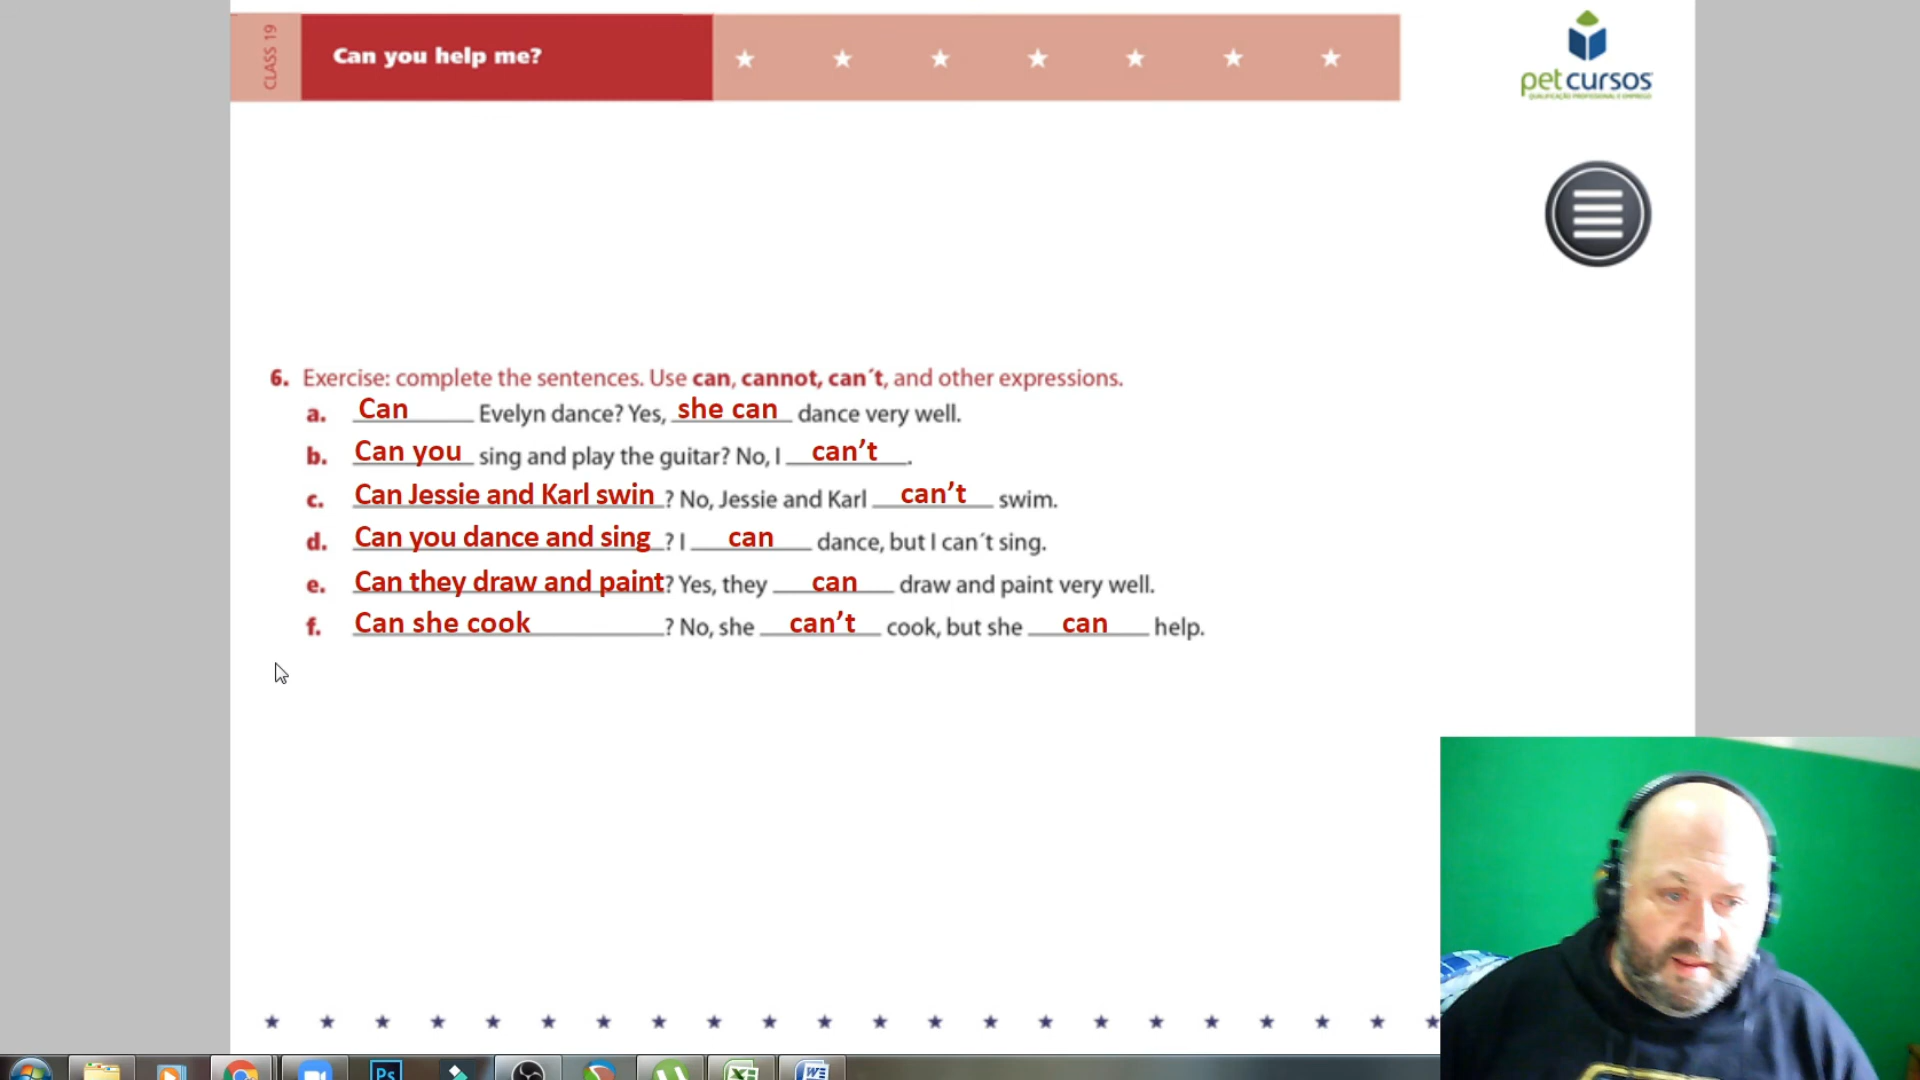 CLASS 19
Can you help me?
pet cursos
QUALIFICAÇÃO PROFISSIONAL E EMPREGO
6. Exercise: complete the sentences. Use can, cannot, can´t, and other expressions.
a. Can Evelyn dance? Yes, she can dance very well.
b. Can you sing and play the guitar? No, I can’t.
c. Can Jessie and Karl swin? No, Jessie and Karl can’t swim.
d. Can you dance and sing? I can dance, but I can´t sing.
e. Can they draw and paint? Yes, they can draw and paint very well.
f. Can she cook? No, she can’t cook, but she can help.
Ps